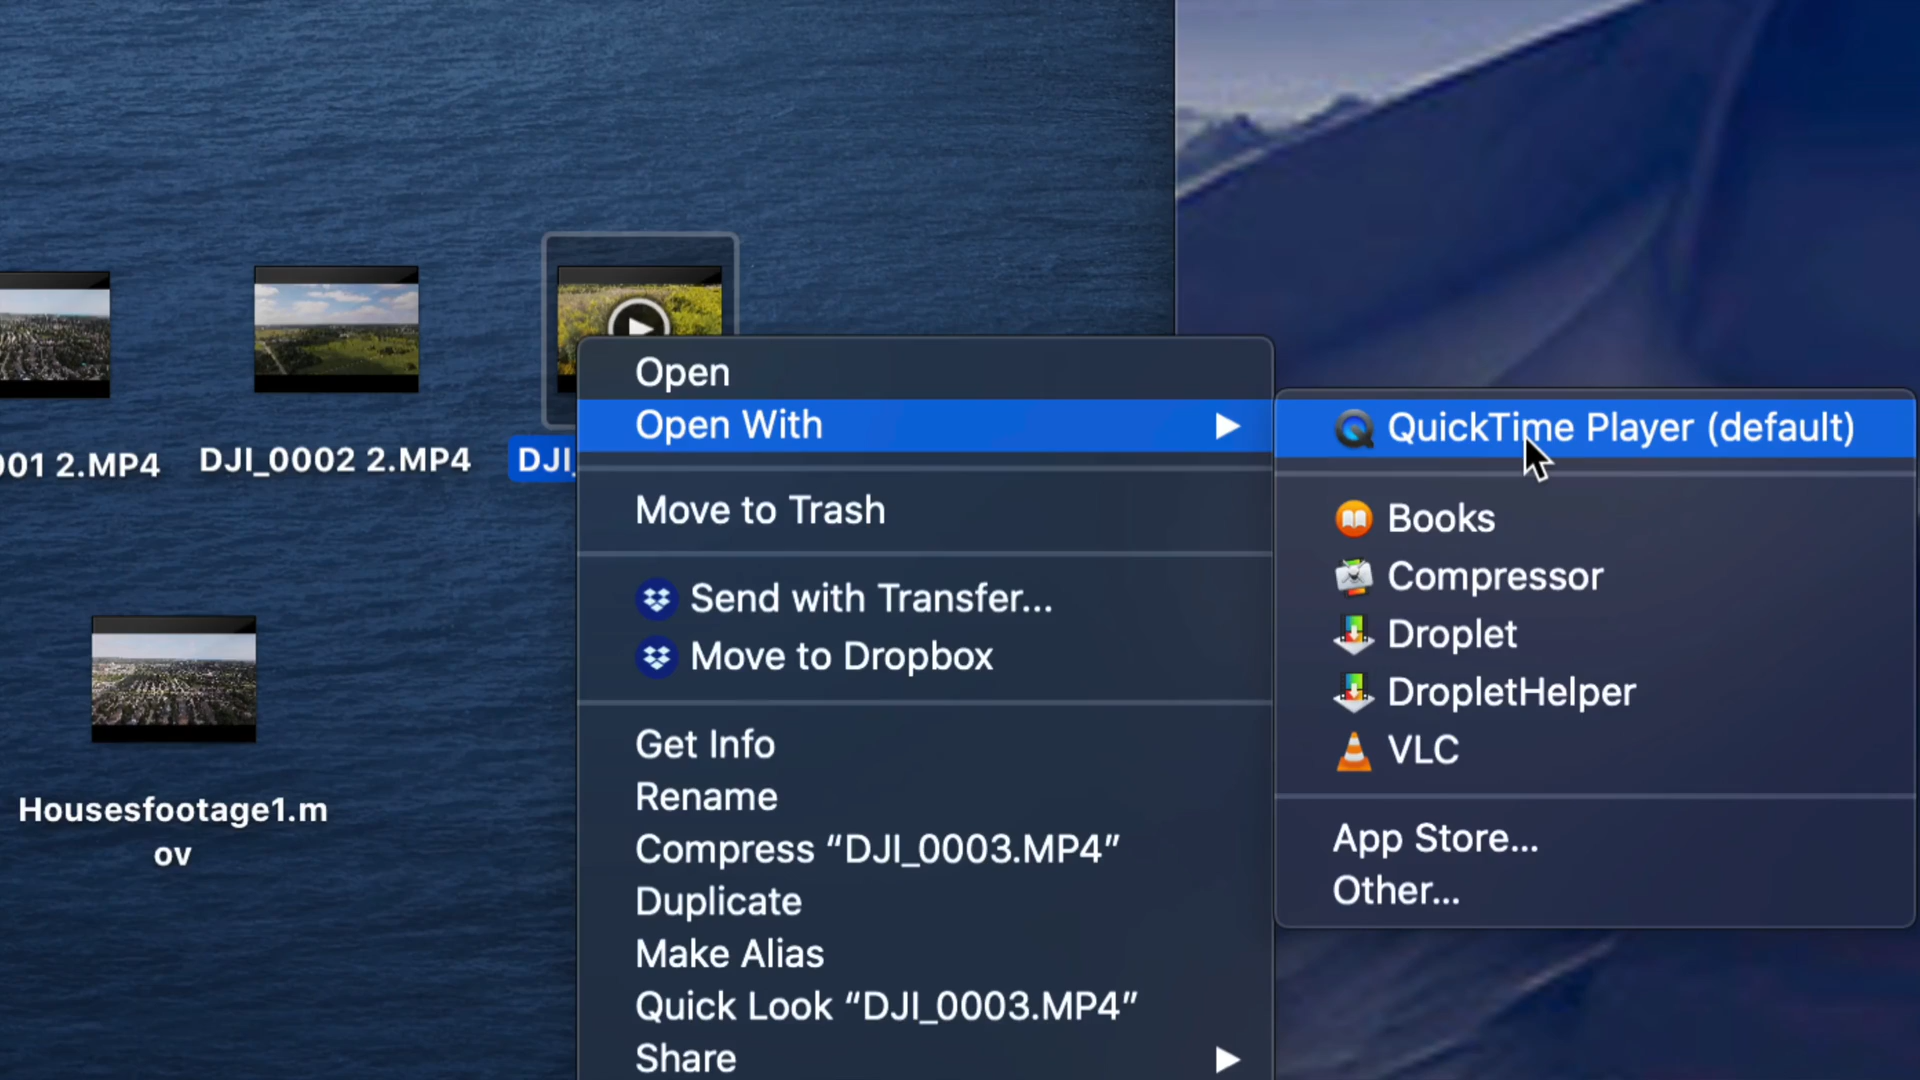 001 2.MP4
DJI_0002 2.MP4
DJI_
Housesfootage1.m
ov
Open
Open With
Move to Trash
Send with Transfer...
Move to Dropbox
Get Info
Rename
Compress “DJI_0003.MP4”
Duplicate
Make Alias
Quick Look “DJI_0003.MP4”
Share
QuickTime Player (default)
Books
Compressor
Droplet
DropletHelper
VLC
App Store...
Other...